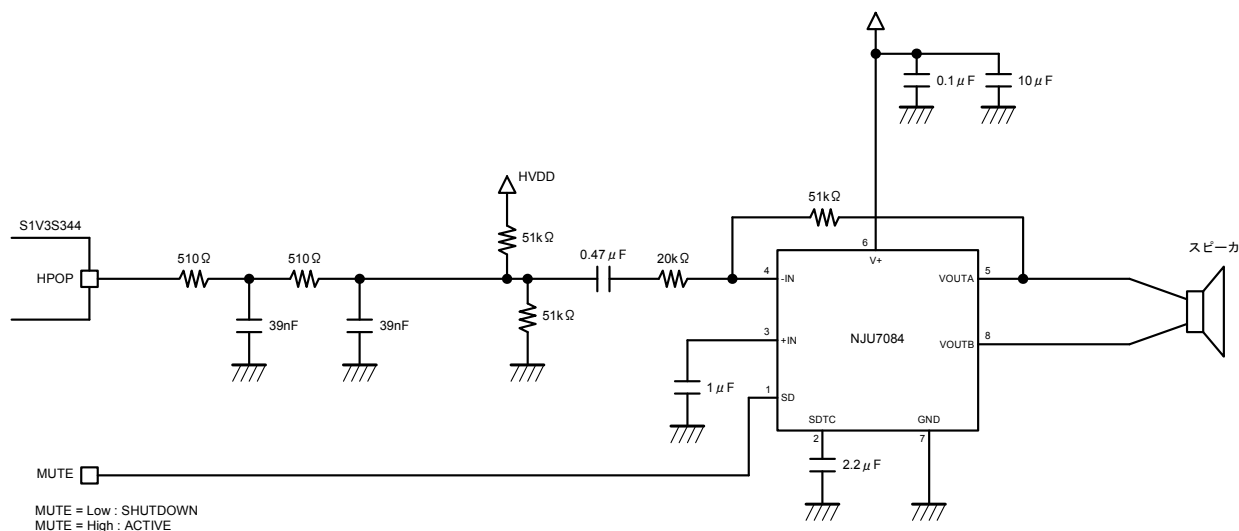 0.1μF
10μF
HVDD
S1V3S344
51kΩ
51kΩ
6
V+
スピーカ
510Ω
510Ω
0.47μF
20kΩ
HPOP
4
-IN
VOUTA
5
39nF
39nF
51kΩ
3
+IN
NJU7084
VOUTB
8
1μF
1
SD
SDTC
GND
2
7
MUTE
2.2μF
MUTE = Low : SHUTDOWN
MUTE = High : ACTIVE